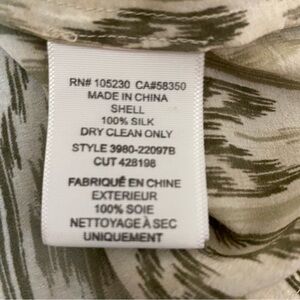 RN# 105230 CA#58350
MADE IN CHINA
SHELL
100% SILK
DRY CLEAN ONLY
STYLE 3980-22097B
CUT 428198
FABRIQUÉ EN CHINE
EXTERIEUR
100% SOIE
NETTOYAGE À SEC
UNIQUEMENT